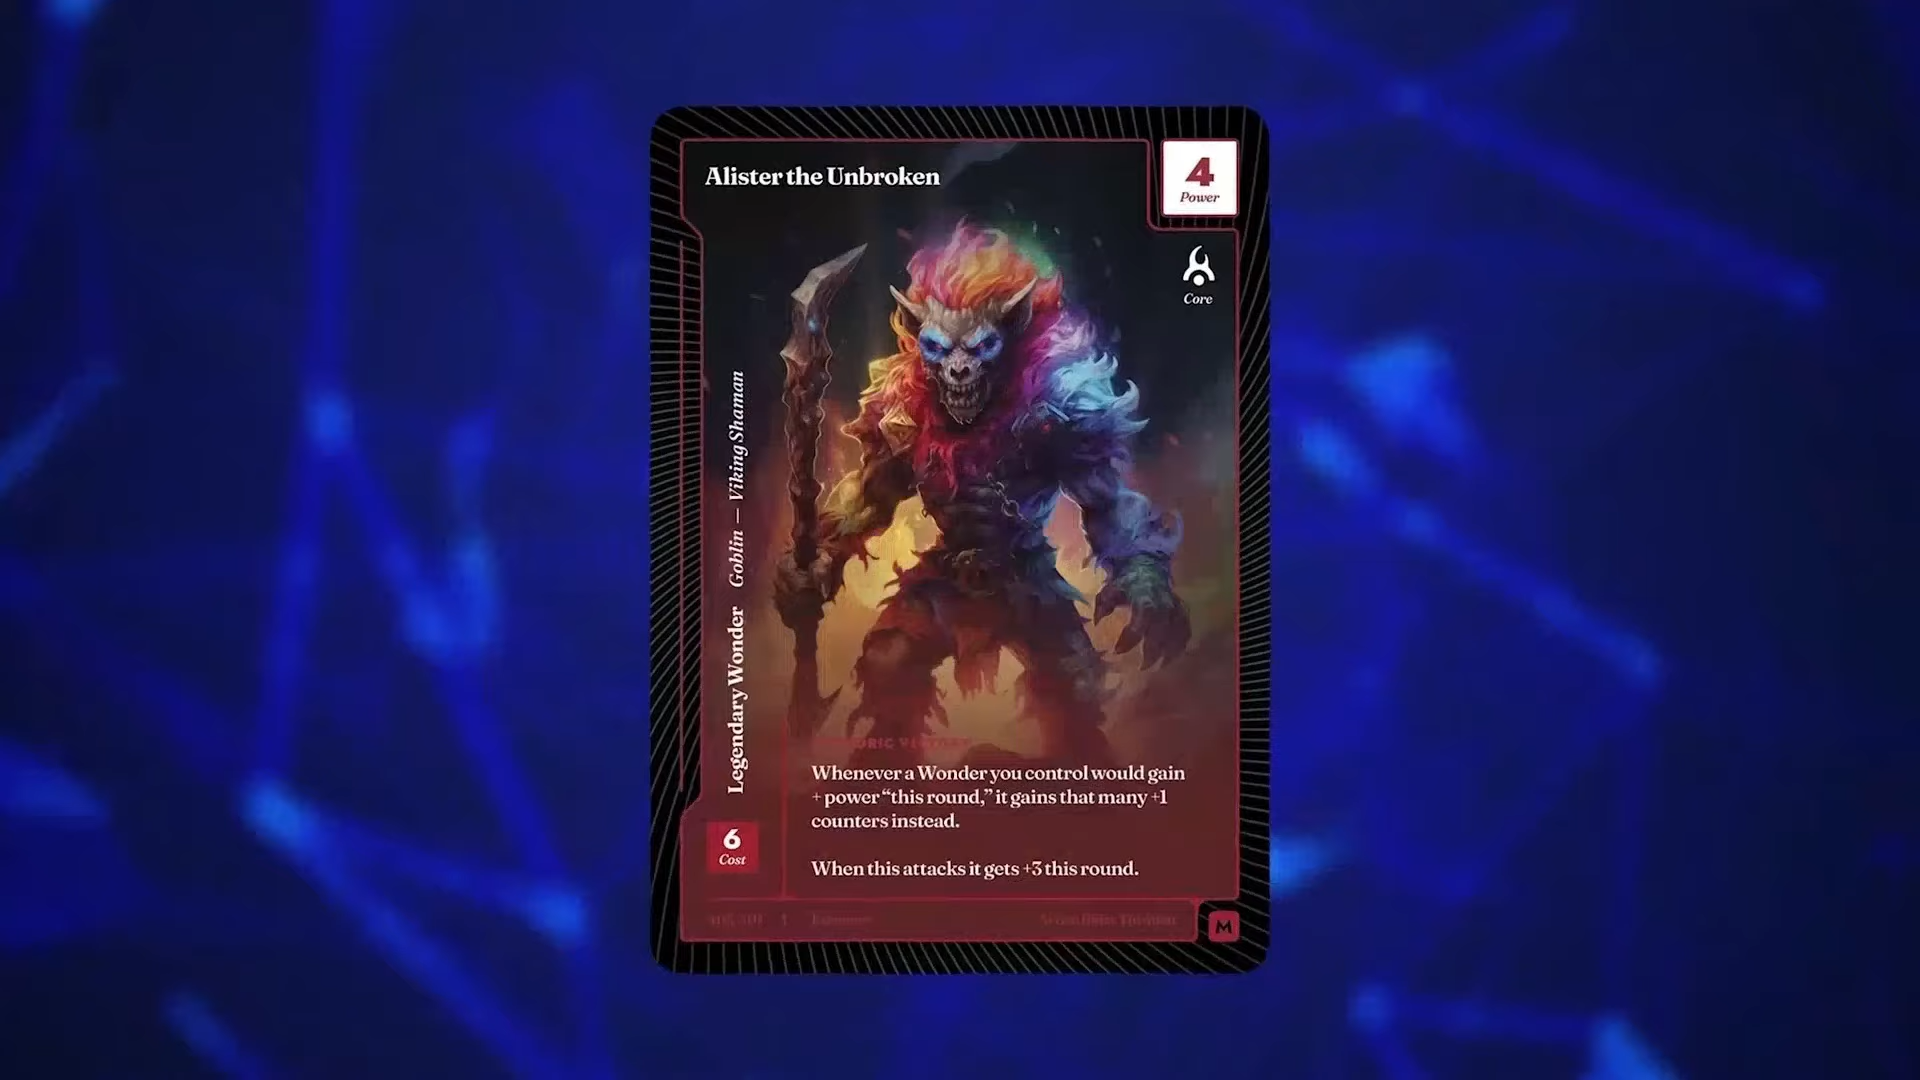 Alister the Unbroken
4
Power
Core
Legendary Wonder Goblin — Viking Shaman
Whenever a Wonder you control would gain
+ power “this round,” it gains that many +1
counters instead.
When this attacks it gets +3 this round.
6
Cost
M